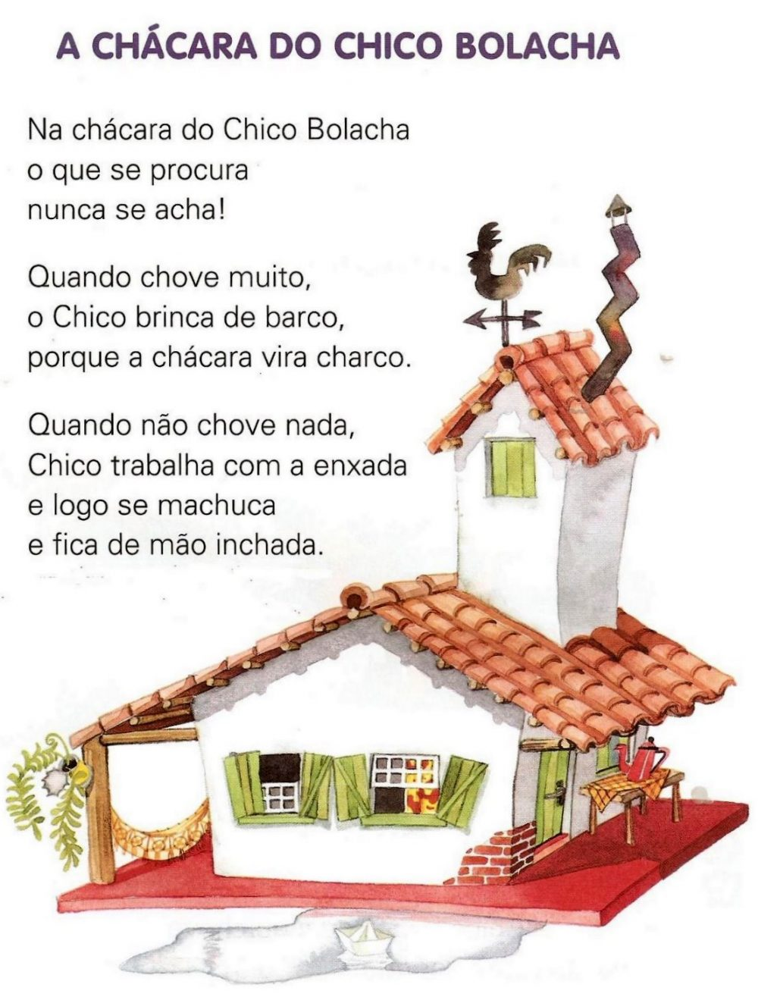 A CHÁCARA DO CHICO BOLACHA
Na chácara do Chico Bolacha
o que se procura
nunca se acha!
Quando chove muito,
o Chico brinca de barco,
porque a chácara vira charco.
Quando não chove nada,
Chico trabalha com a enxada
e logo se machuca
e fica de mão inchada.